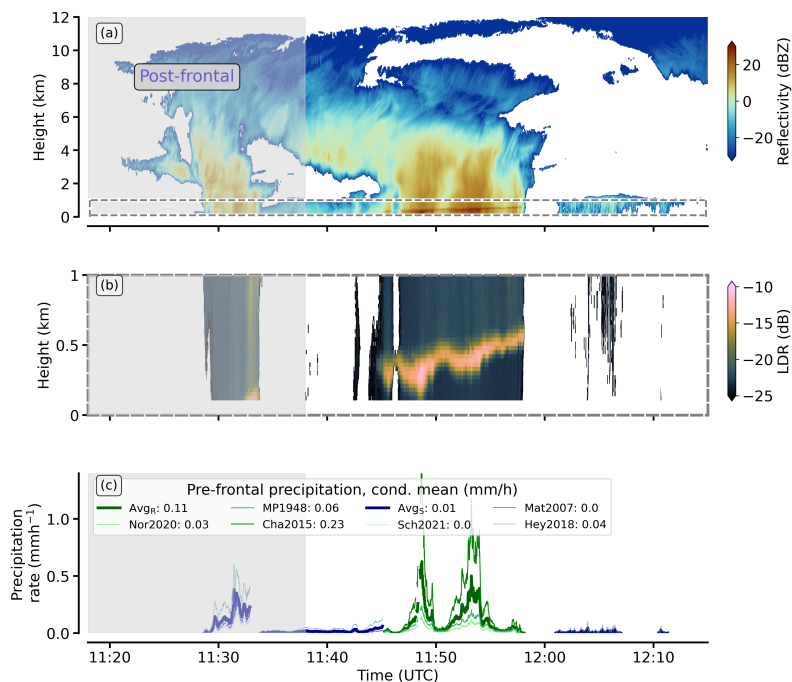 12
10
8
6
4
2
0
Height (km)
(a)
Post-frontal
20
0
−20
Reflectivity (dBZ)
1
0.5
0
Height (km)
(b)
−10
−15
−20
−25
LDR (dB)
1.0
0.5
0.0
Precipitation
rate (mmh⁻¹)
(c)
Pre-frontal precipitation, cond. mean (mm/h)
Avg_R: 0.11 MP1948: 0.06 Avg_S: 0.01 Mat2007: 0.0
Nor2020: 0.03 Cha2015: 0.23 Sch2021: 0.0 Hey2018: 0.04
11:20 11:30 11:40 11:50 12:00 12:10
Time (UTC)